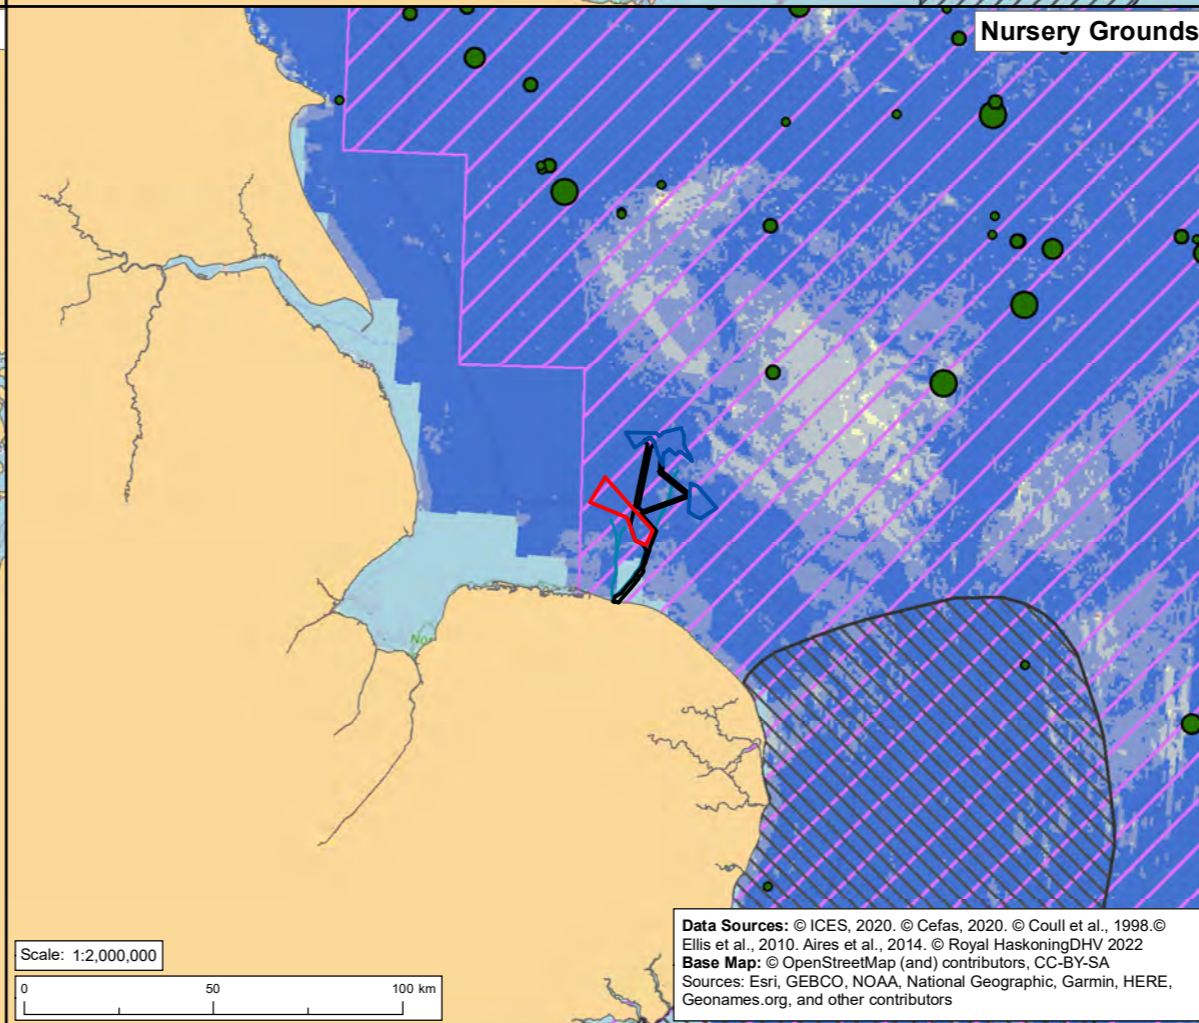 Nursery Grounds
Nor
Scale: 1:2,000,000
0 50 100 km
Data Sources: © ICES, 2020. © Cefas, 2020. © Coull et al., 1998.©
Ellis et al., 2010. Aires et al., 2014. © Royal HaskoningDHV 2022
Base Map: © OpenStreetMap (and) contributors, CC-BY-SA
Sources: Esri, GEBCO, NOAA, National Geographic, Garmin, HERE,
Geonames.org, and other contributors